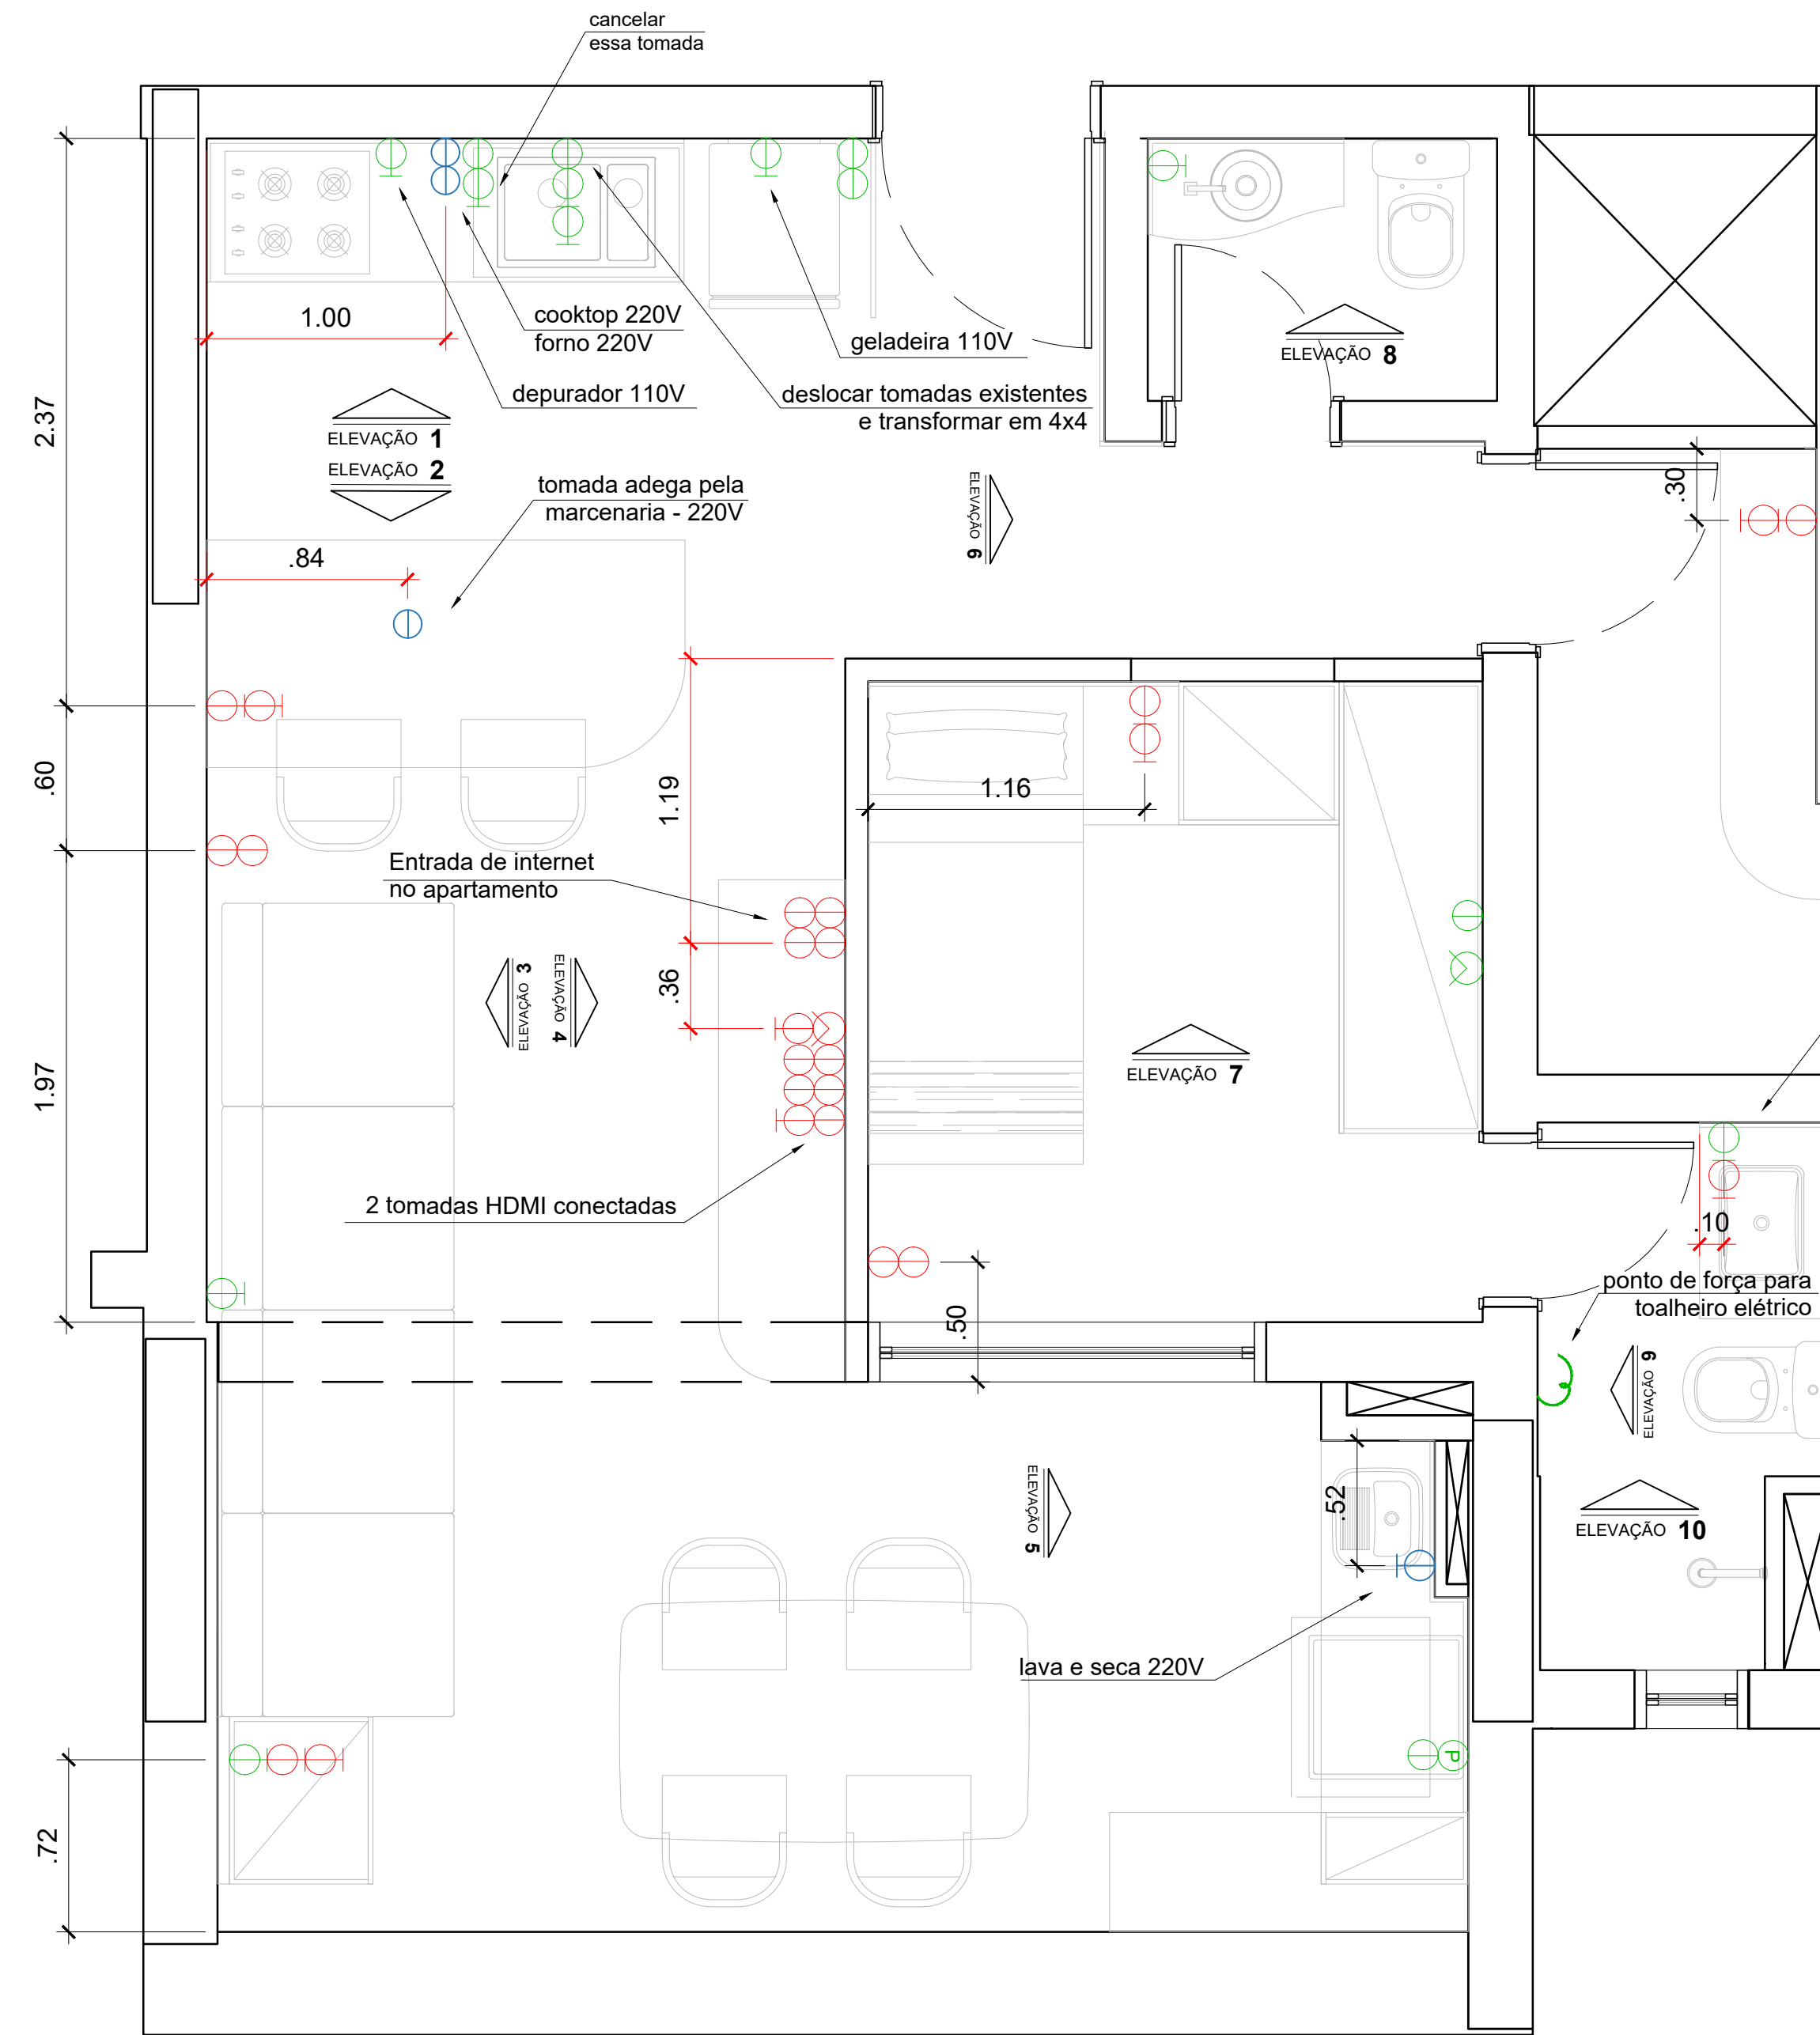 cancelar
essa tomada
1.00
cooktop 220V
forno 220V
geladeira 110V
depurador 110V
deslocar tomadas existentes
e transformar em 4x4
ELEVAÇÃO 8
2.37
ELEVAÇÃO 1
ELEVAÇÃO 2
tomada adega pela
marcenaria - 220V
ELEVAÇÃO 6
.30
.84
.60
1.19
1.16
Entrada de internet
no apartamento
ELEVAÇÃO 3
ELEVAÇÃO 4
.36
1.97
ELEVAÇÃO 7
2 tomadas HDMI conectadas
.10
ponto de força para
toalheiro elétrico
.50
ELEVAÇÃO 9
ELEVAÇÃO 5
.52
ELEVAÇÃO 10
lava e seca 220V
P
.72